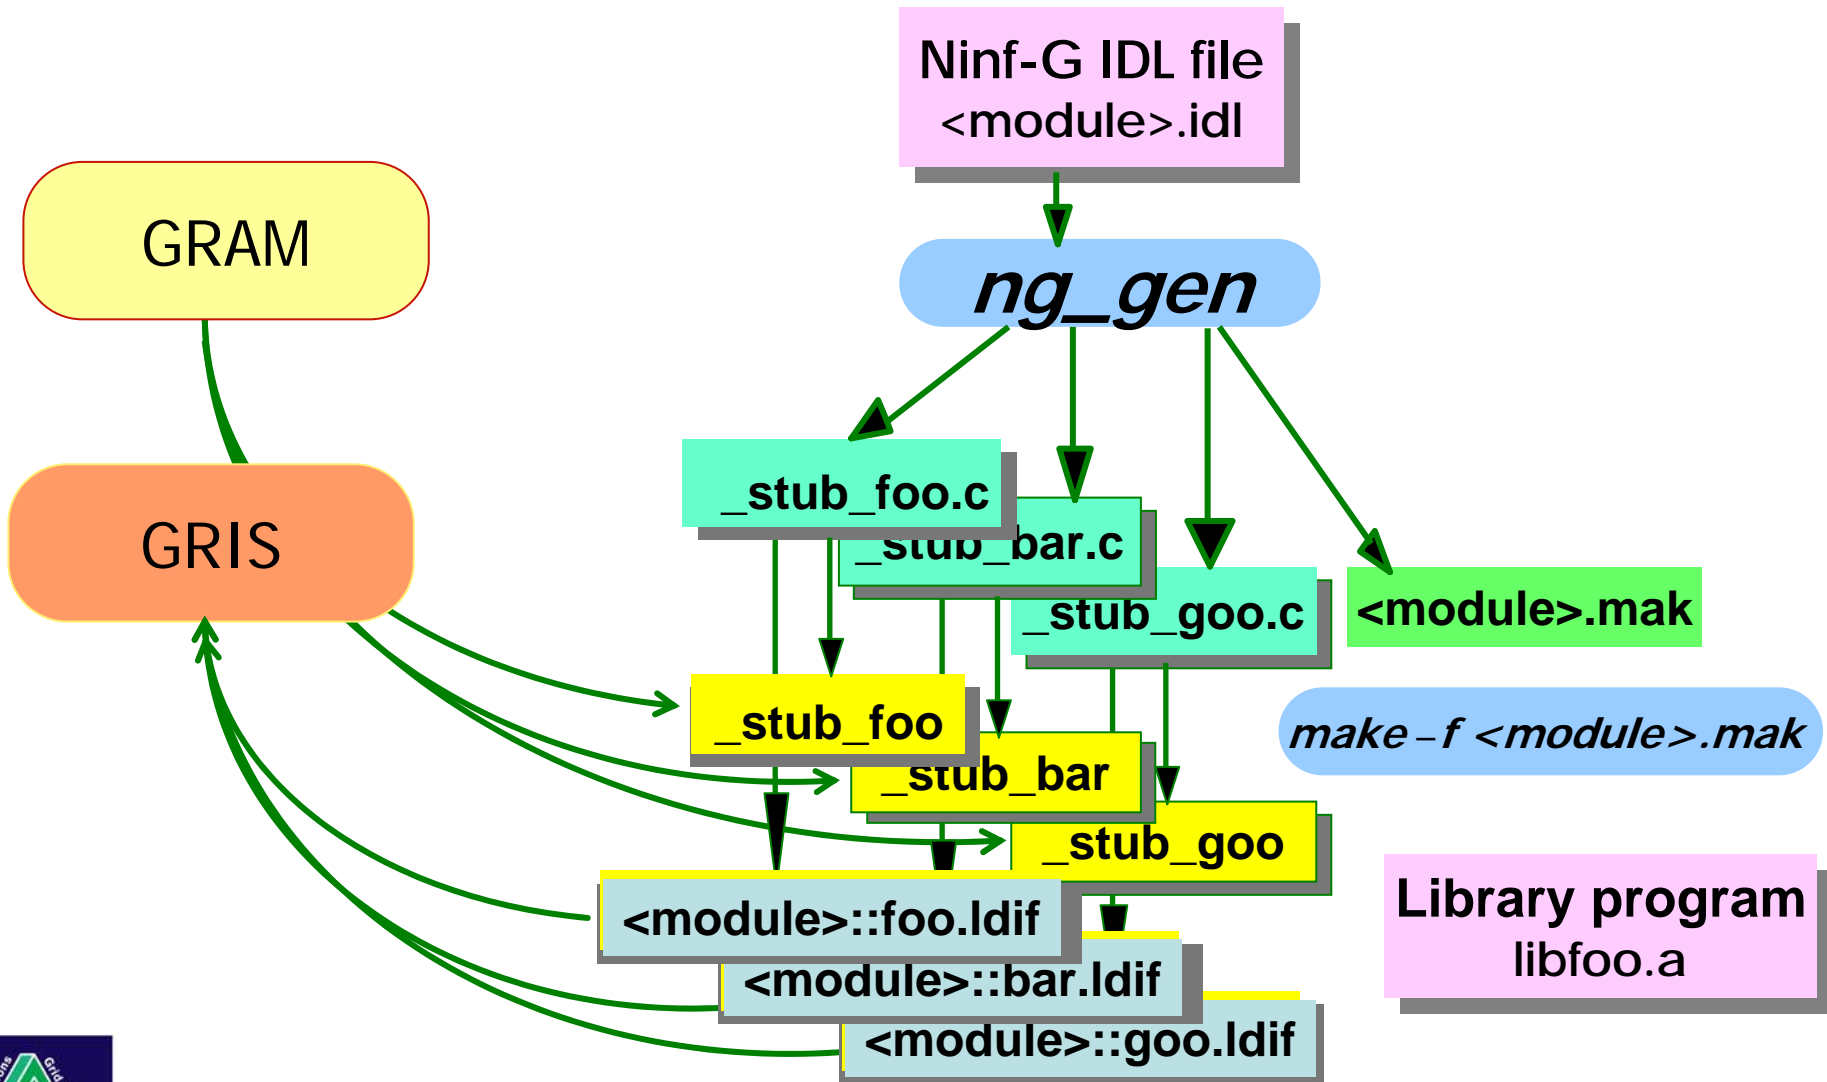 Ninf-G IDL file
<module>.idl
GRAM
ng_gen
_stub_foo.c
GRIS
_stub_bar.c
_stub_goo.c
<module>.mak
_stub_foo
make –f <module>.mak
_stub_bar
_stub_goo
Library program
libfoo.a
<module>::foo.ldif
<module>::bar.ldif
<module>::goo.ldif